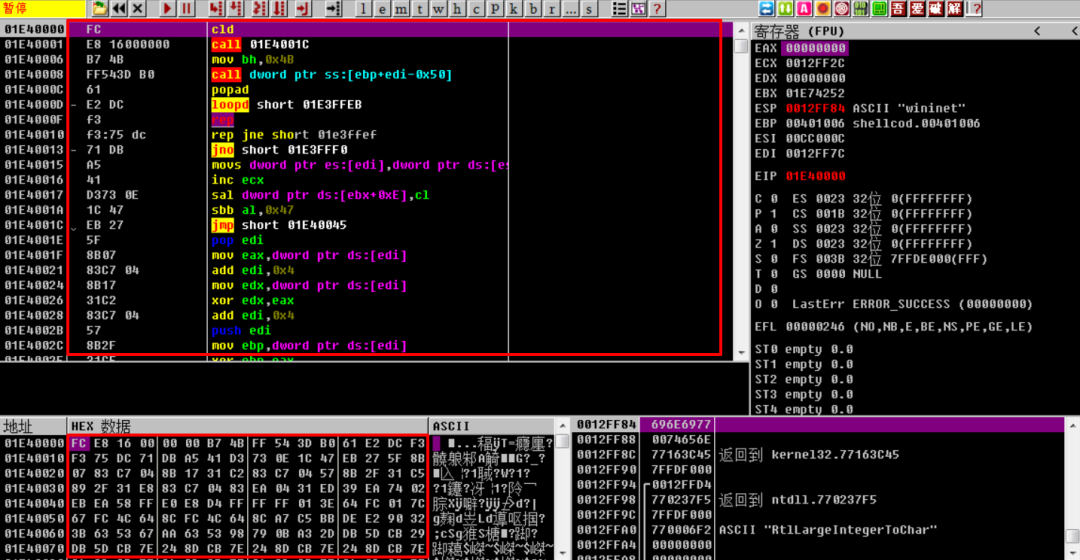 暂停
l e m t w h c p k b r ... s
吾 爱 破 解
01E40000 FC cld
01E40001 E8 16000000 call 01E4001C
01E40006 B7 4B mov bh,0x4B
01E40008 FF543D B0 call dword ptr ss:[ebp+edi-0x50]
01E4000C 61 popad
01E4000D - E2 DC loopd short 01E3FFEB
01E4000F f3 rep
01E40010 f3:75 dc rep jne short 01e3ffef
01E40013 - 71 DB jno short 01E3FFF0
01E40015 A5 movs dword ptr es:[edi],dword ptr ds:[es
01E40016 41 inc ecx
01E40017 D373 0E sal dword ptr ds:[ebx+0xE],cl
01E4001A 1C 47 sbb al,0x47
01E4001C EB 27 jmp short 01E40045
01E4001E 5F pop edi
01E4001F 8B07 mov eax,dword ptr ds:[edi]
01E40021 83C7 04 add edi,0x4
01E40024 8B17 mov edx,dword ptr ds:[edi]
01E40026 31C2 xor edx,eax
01E40028 83C7 04 add edi,0x4
01E4002B 57 push edi
01E4002C 8B2F mov ebp,dword ptr ds:[edi]
寄存器 (FPU) < <
EAX 00000000
ECX 0012FF2C
EDX 00000000
EBX 01E74252
ESP 0012FF84 ASCII "wininet"
EBP 00401006 shellcod.00401006
ESI 00CC000C
EDI 0012FF7C
EIP 01E40000
C 0 ES 0023 32位 0(FFFFFFFF)
P 1 CS 001B 32位 0(FFFFFFFF)
A 0 SS 0023 32位 0(FFFFFFFF)
Z 1 DS 0023 32位 0(FFFFFFFF)
S 0 FS 003B 32位 7FFDE000(FFF)
T 0 GS 0000 NULL
D 0
O 0 LastErr ERROR_SUCCESS (00000000)
EFL 00000246 (NO,NB,E,BE,NS,PE,GE,LE)
ST0 empty 0.0
ST1 empty 0.0
ST2 empty 0.0
ST3 empty 0.0
ST4 empty 0.0
地址 HEX 数据 ASCII
01E40000 FC E8 16 00 00 00 B7 4B FF 54 3D B0 61 E2 DC F3
01E40010 F3 75 DC 71 DB A5 41 D3 73 0E 1C 47 EB 27 5F 8B
01E40020 07 83 C7 04 8B 17 31 C2 83 C7 04 57 8B 2F 31 C5
01E40030 89 2F 31 E8 83 C7 04 83 EA 04 31 ED 39 EA 74 02
01E40040 EB EA 58 FF E0 E8 D4 FF FF FF 01 3E 64 FC 01 7C
01E40050 67 FC 4C 64 8C FC 4C 64 8C A7 C5 BB DE E2 90 32
01E40060 3B 63 53 67 AA 63 53 98 79 0B A3 2D DB 5D CB 29
01E40070 DB 5D CB 7E 24 8D CB 7E 24 8D CB 7E 24 8D CB 7E
0012FF84 696E6977
0012FF88 0074656E
0012FF8C 77163C45 返回到 kernel32.77163C45
0012FF90 7FFDF000
0012FF94 0012FFD4
0012FF98 770237F5 返回到 ntdll.770237F5
0012FF9C 7FFDF000
0012FFA0 770006F2 ASCII "RtlLargeIntegerToChar"
0012FFA4 00000000